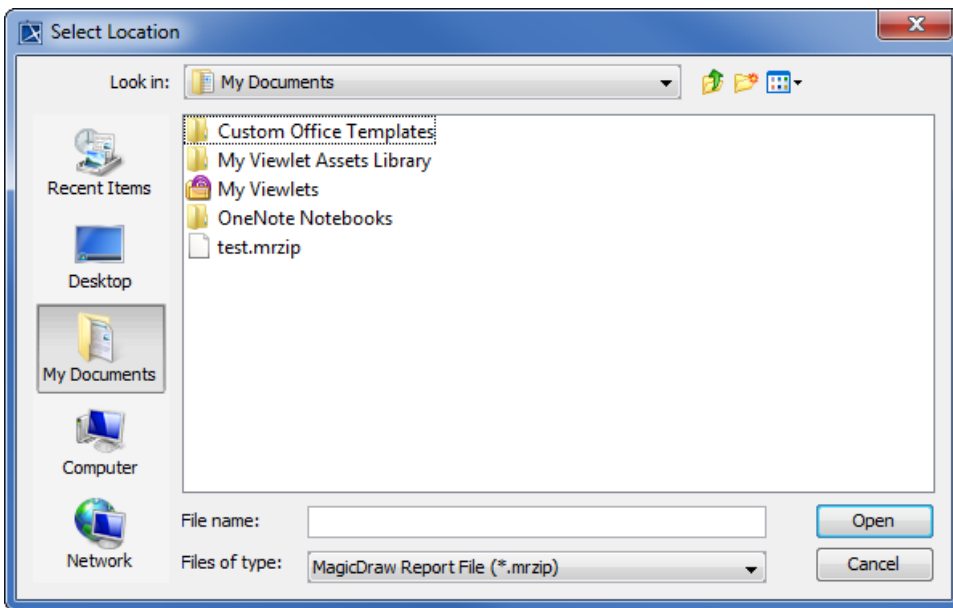 Select Location
Look in: My Documents
Recent Items
Desktop
My Documents
Computer
Network
Custom Office Templates
My Viewlet Assets Library
My Viewlets
OneNote Notebooks
test.mrzip
File name: Open
Files of type: MagicDraw Report File (*.mrzip) Cancel